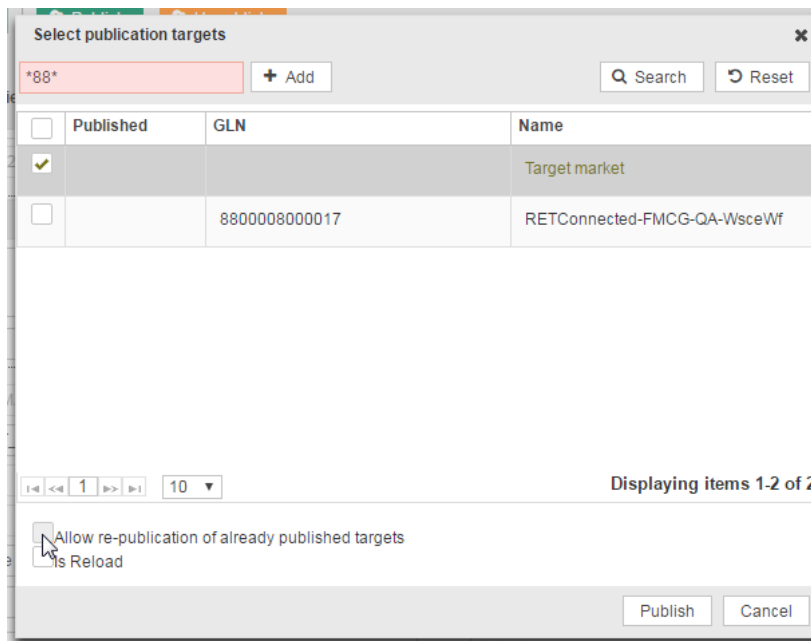 Select publication targets
*88*
Add
Search
Reset
Published GLN Name
Target market
8800008000017 RETConnected-FMCG-QA-WsceWf
1
10
Displaying items 1-2 of 2
Allow re-publication of already published targets
Is Reload
Publish Cancel